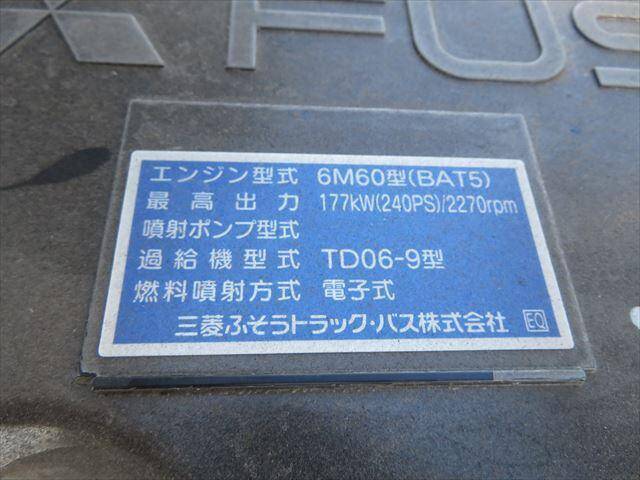 FUS
エンジン型式 6M60型(BAT5)
最高出力 177kW(240PS)/2270rpm
噴射ポンプ型式
過給機型式 TD06-9型
燃料噴射方式 電子式
三菱ふそうトラック・バス株式会社 EQ